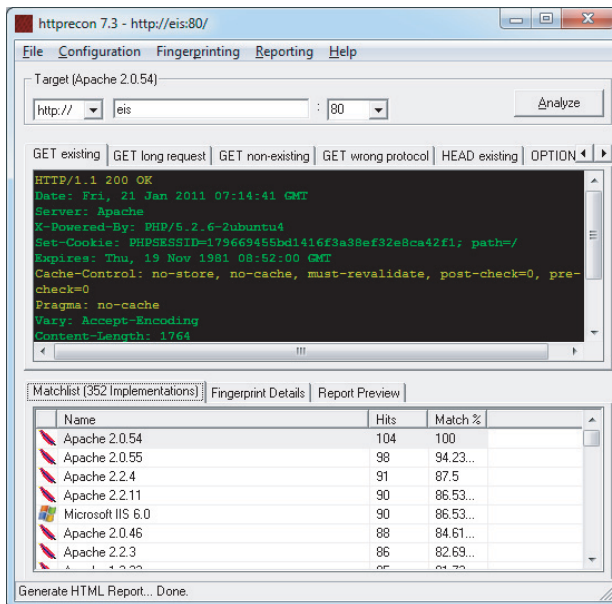 httprecon 7.3 - http://eis:80/
File Configuration Fingerprinting Reporting Help
Target (Apache 2.0.54)
http:// eis : 80 Analyze
GET existing GET long request GET non-existing GET wrong protocol HEAD existing OPTION
HTTP/1.1 200 OK
Date: Fri, 21 Jan 2011 07:14:41 GMT
Server: Apache
X-Powered-By: PHP/5.2.6-2ubuntu4
Set-Cookie: PHPSESSID=179669455bd1416f3a38ef32e8ca42f1; path=/
Expires: Thu, 19 Nov 1981 08:52:00 GMT
Cache-Control: no-store, no-cache, must-revalidate, post-check=0, pre-
check=0
Pragma: no-cache
Vary: Accept-Encoding
Content-Length: 1764
Matchlist (352 Implementations) Fingerprint Details Report Preview
Name Hits Match %
Apache 2.0.54 104 100
Apache 2.0.55 98 94.23...
Apache 2.2.4 91 87.5
Apache 2.2.11 90 86.53...
Microsoft IIS 6.0 90 86.53...
Apache 2.0.46 88 84.61...
Apache 2.2.3 86 82.69...
Generate HTML Report... Done.